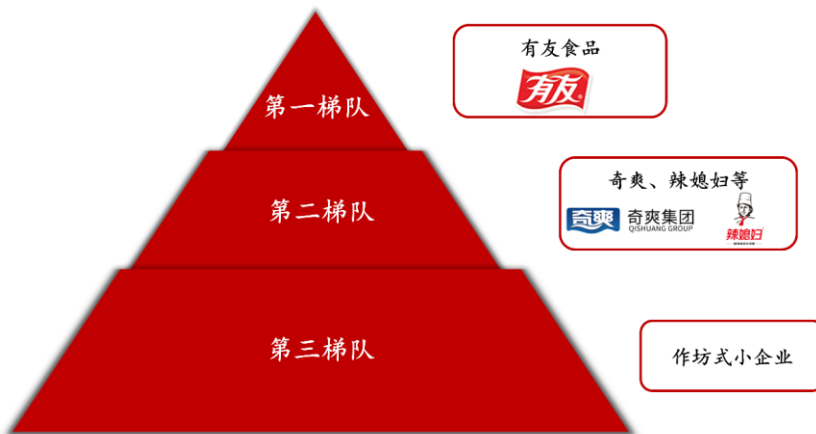 第一梯队
有友食品
有友
第二梯队
奇爽、辣媳妇等
奇爽
奇爽集团
QISHUANG GROUP
辣媳妇
第三梯队
作坊式小企业